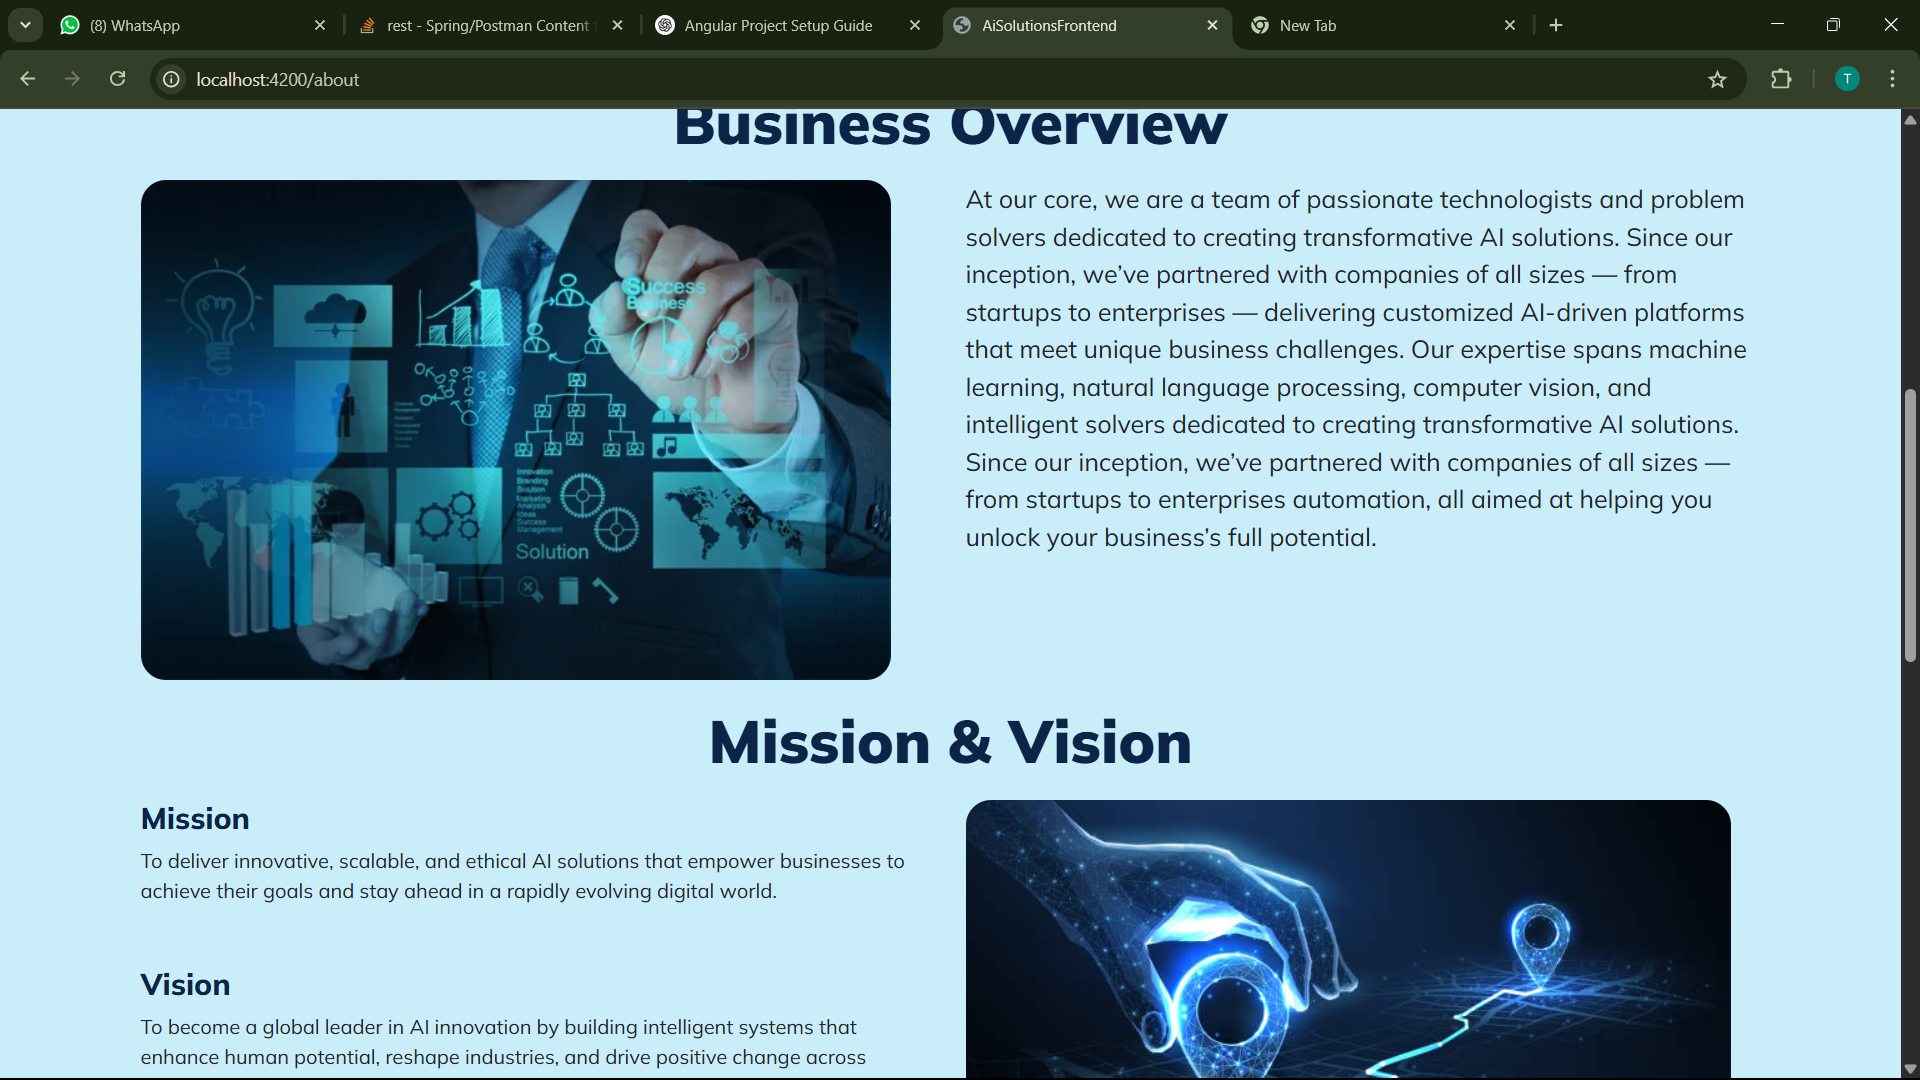 (8) WhatsApp
rest - Spring/Postman Content
Angular Project Setup Guide
AiSolutionsFrontend
New Tab
localhost:4200/about
T
Business Overview
Success
Business
Innovation
Branding
Solution
Marketing
Analysis
Ideas
Success
Management
Solution
At our core, we are a team of passionate technologists and problem
solvers dedicated to creating transformative AI solutions. Since our
inception, we’ve partnered with companies of all sizes — from
startups to enterprises — delivering customized AI-driven platforms
that meet unique business challenges. Our expertise spans machine
learning, natural language processing, computer vision, and
intelligent solvers dedicated to creating transformative AI solutions.
Since our inception, we’ve partnered with companies of all sizes —
from startups to enterprises automation, all aimed at helping you
unlock your business’s full potential.
Mission & Vision
Mission
To deliver innovative, scalable, and ethical AI solutions that empower businesses to
achieve their goals and stay ahead in a rapidly evolving digital world.
Vision
To become a global leader in AI innovation by building intelligent systems that
enhance human potential, reshape industries, and drive positive change across